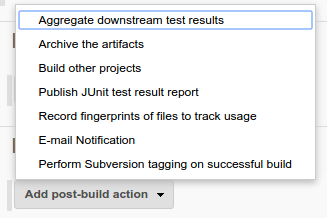 Aggregate downstream test results
Archive the artifacts
Build other projects
Publish JUnit test result report
Record fingerprints of files to track usage
E-mail Notification
Perform Subversion tagging on successful build
Add post-build action